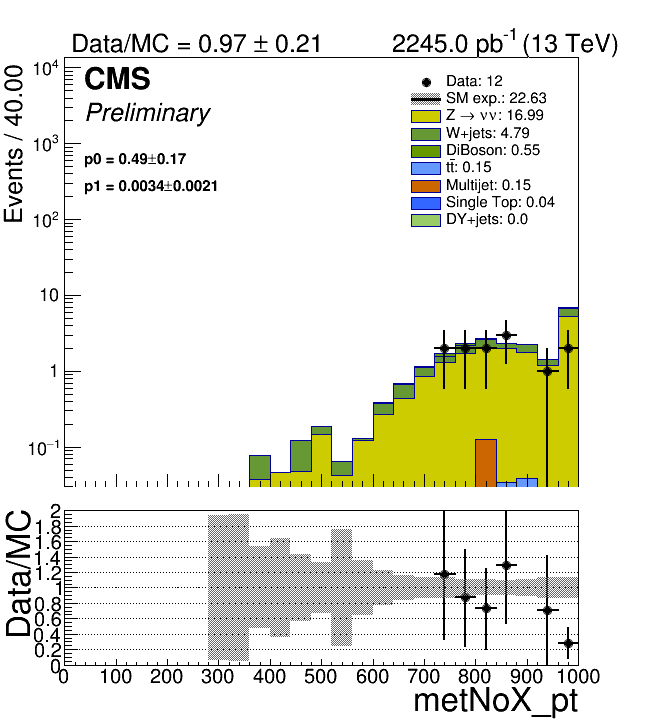 Data/MC = 0.97 ± 0.21 2245.0 pb⁻¹ (13 TeV)
CMS
Preliminary
p0 = 0.49±0.17
p1 = 0.0034±0.0021
Data: 12
SM exp.: 22.63
Z → νν: 16.99
W+jets: 4.79
DiBoson: 0.55
tt̄: 0.15
Multijet: 0.15
Single Top: 0.04
DY+jets: 0.0
Events / 40.00
10⁴
10³
10²
10
1
10⁻¹
Data/MC
2
1.8
1.6
1.4
1.2
1
0.8
0.6
0.4
0.2
0
0 100 200 300 400 500 600 700 800 900 1000
metNoX_pt